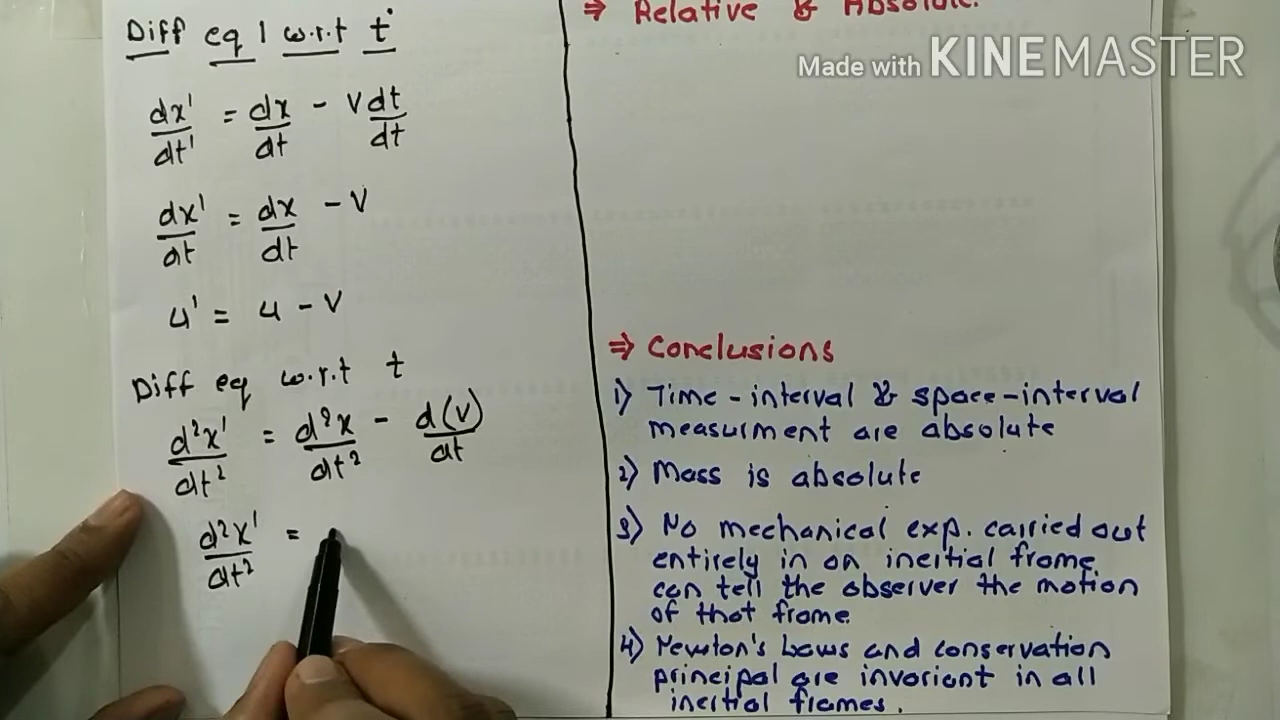 Diff eq 1 w.r.t t
dx'/dt' = dx/dt - v dt/dt
dx'/dt = dx/dt - v
u' = u - v
Diff eq w.r.t t
d²x'/dt² = d²x/dt² - d(v)/dt
d²x'/dt² =
⇒ Relative & Absolute.
Made with KINEMASTER
⇒ Conclusions
1) Time-interval & space-interval
measurment are absolute
2) Mass is absolute
3) No mechanical exp. carried out
entirely in an inertial frame
can tell the observer the motion
of that frame.
4) Newton's Laws and conservation
principal are invariant in all
inertial frames.